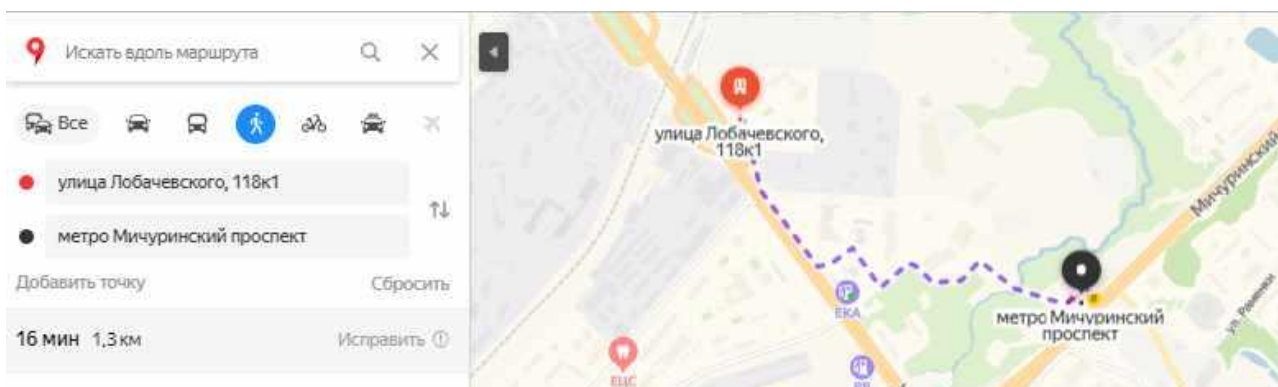 Искать вдоль маршрута
Все
улица Лобачевского, 118к1
метро Мичуринский проспект
Добавить точку
Сбросить
16 мин 1,3 км
Исправить
улица Лобачевского,
118к1
Мичуринский
ЕКА
метро Мичуринский
проспект
ул. Раменки
ЕЦС